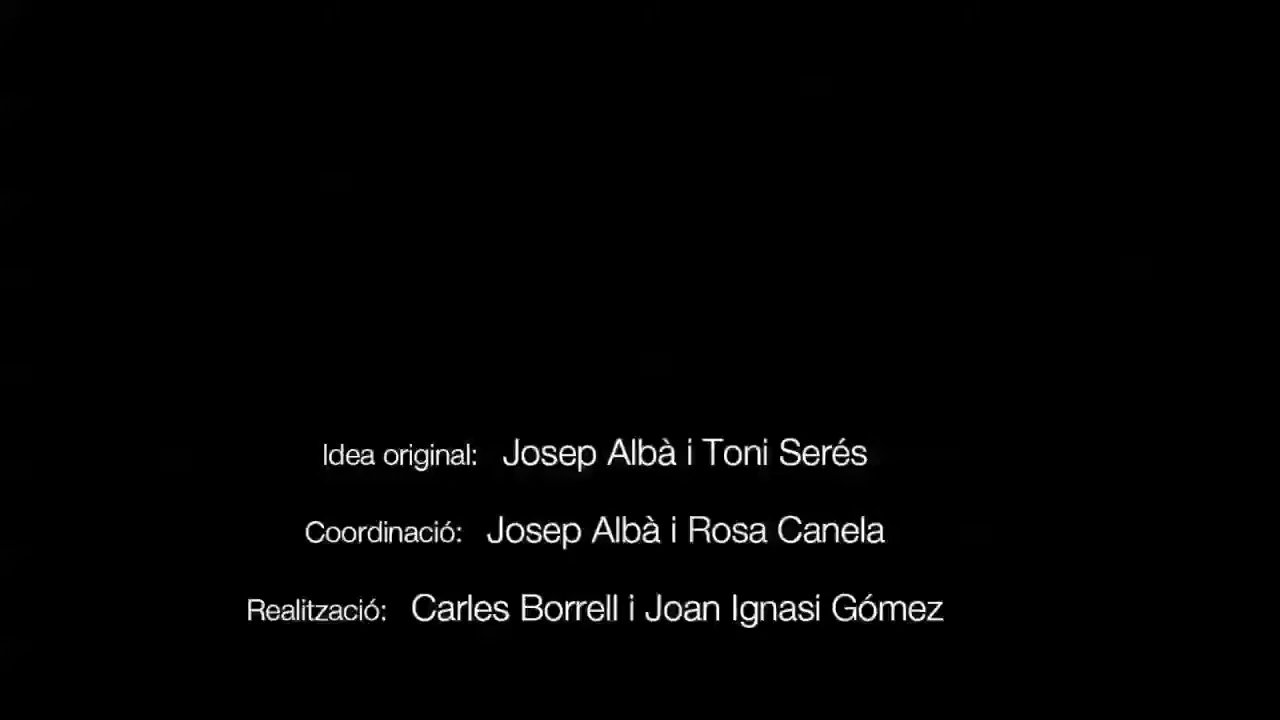 Idea original: Josep Albà i Toni Serés
Coordinació: Josep Albà i Rosa Canela
Realització: Carles Borrell i Joan Ignasi Gómez